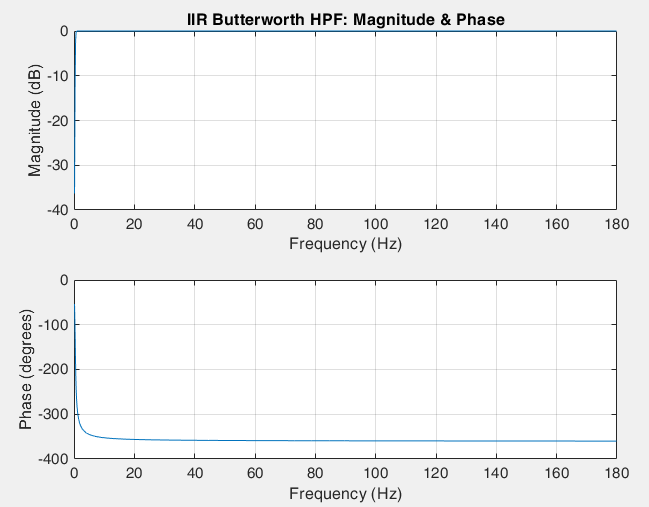 IIR Butterworth HPF: Magnitude & Phase
Magnitude (dB)
0
-10
-20
-30
-40
0 20 40 60 80 100 120 140 160 180
Frequency (Hz)
Phase (degrees)
0
-100
-200
-300
-400
0 20 40 60 80 100 120 140 160 180
Frequency (Hz)